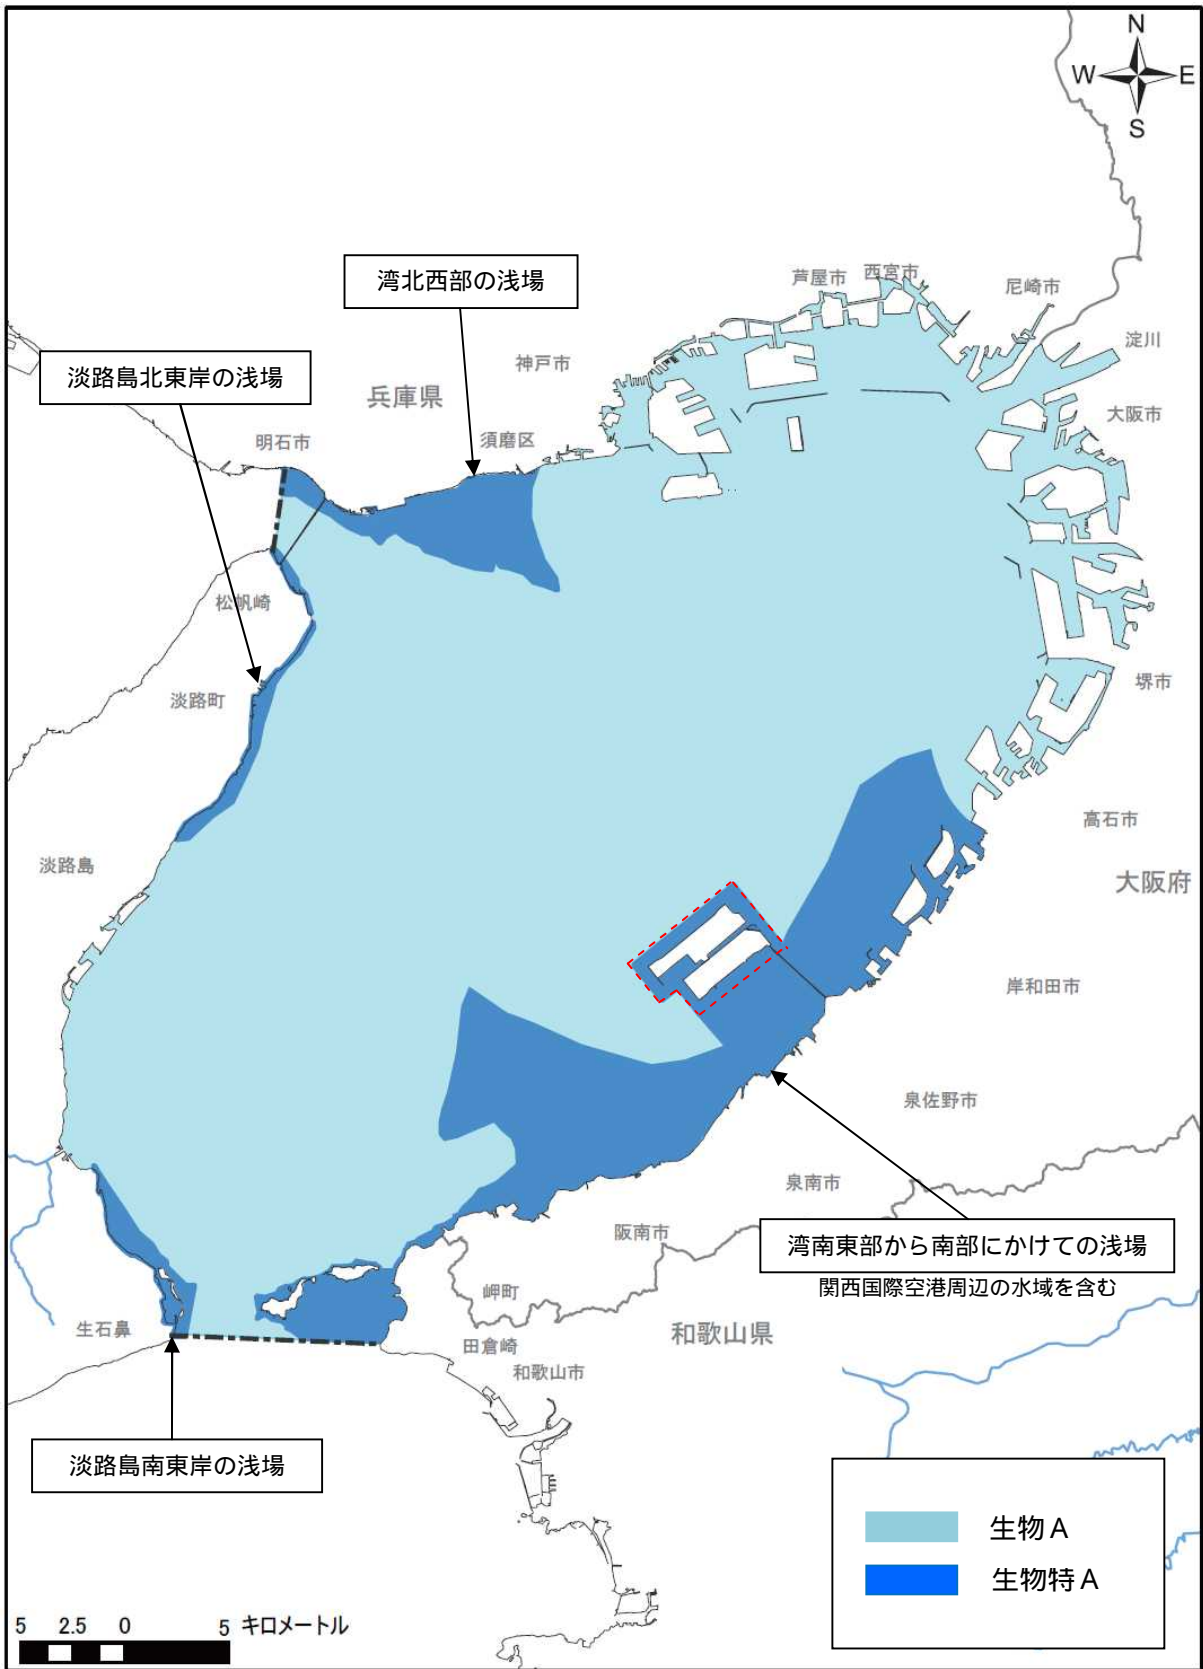 N
W
E
S
湾北西部の浅場
芦屋市
西宮市
尼崎市
淀川
淡路島北東岸の浅場
神戸市
兵庫県
大阪市
明石市
須磨区
松帆崎
淡路町
堺市
高石市
淡路島
大阪府
岸和田市
泉佐野市
泉南市
阪南市
湾南東部から南部にかけての浅場
関西国際空港周辺の水域を含む
岬町
生石鼻
田倉崎
和歌山県
和歌山市
淡路島南東岸の浅場
生物A
生物特A
5 2.5 0 5 キロメートル